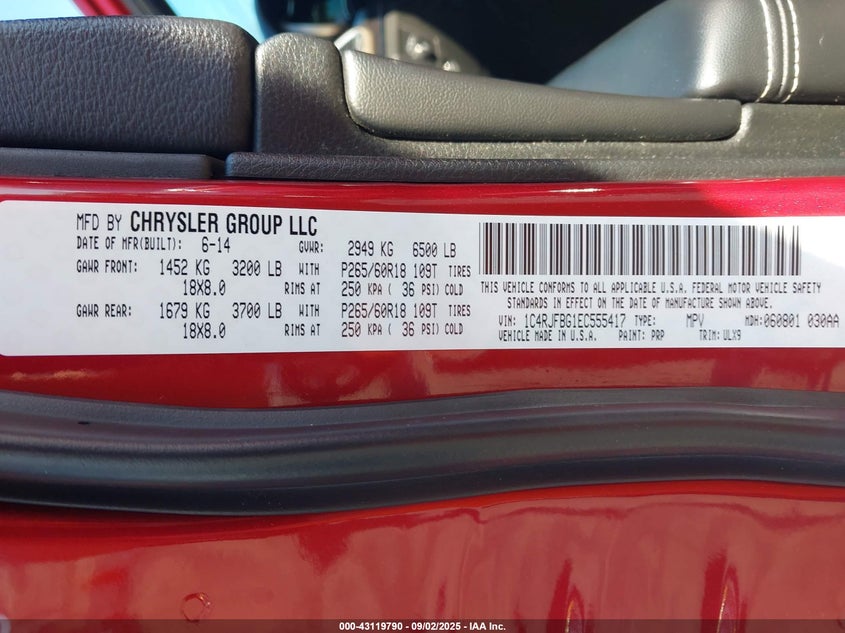 MFD BY CHRYSLER GROUP LLC
DATE OF MFR(BUILT): 6-14 GVWR: 2949 KG 6500 LB
GAWR FRONT: 1452 KG 3200 LB WITH P265/60R18 109T TIRES
18X8.0 RIMS AT 250 KPA ( 36 PSI) COLD
GAWR REAR: 1679 KG 3700 LB WITH P265/60R18 109T TIRES
18X8.0 RIMS AT 250 KPA ( 36 PSI) COLD
THIS VEHICLE CONFORMS TO ALL APPLICABLE U.S.A. FEDERAL MOTOR VEHICLE SAFETY
STANDARDS IN EFFECT ON THE DATE OF MANUFACTURE SHOWN ABOVE.
VIN: 1C4RJFBG1EC555417 TYPE: MPV MDH: 060801 030AA
VEHICLE MADE IN U.S.A. PAINT: PRP TRIM: ULX9
000-43119790 - 09/02/2025 - IAA Inc.